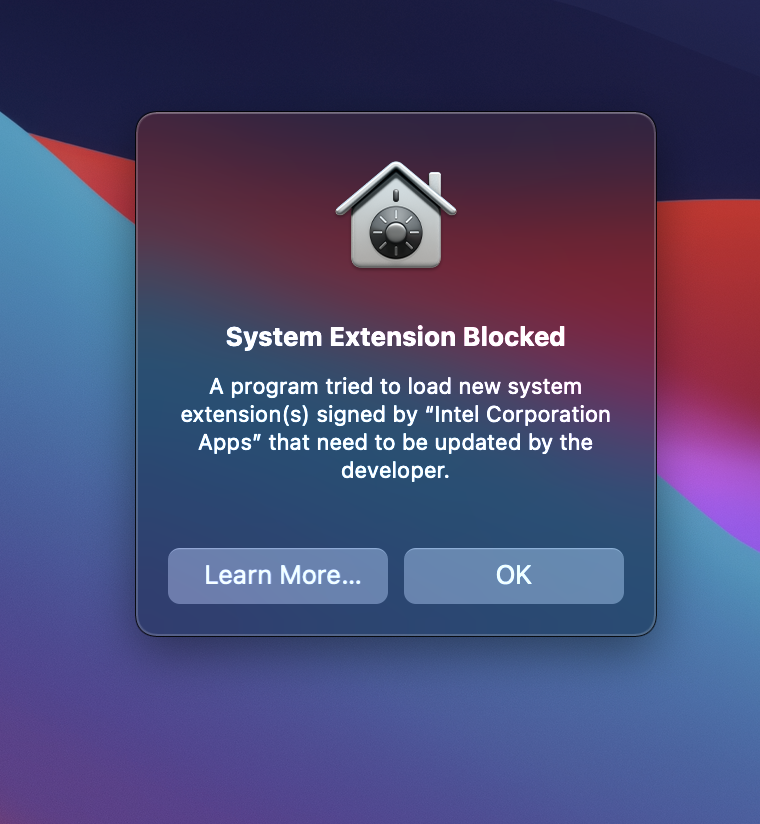 System Extension Blocked
A program tried to load new system
extension(s) signed by “Intel Corporation
Apps” that need to be updated by the
developer.
Learn More...
OK